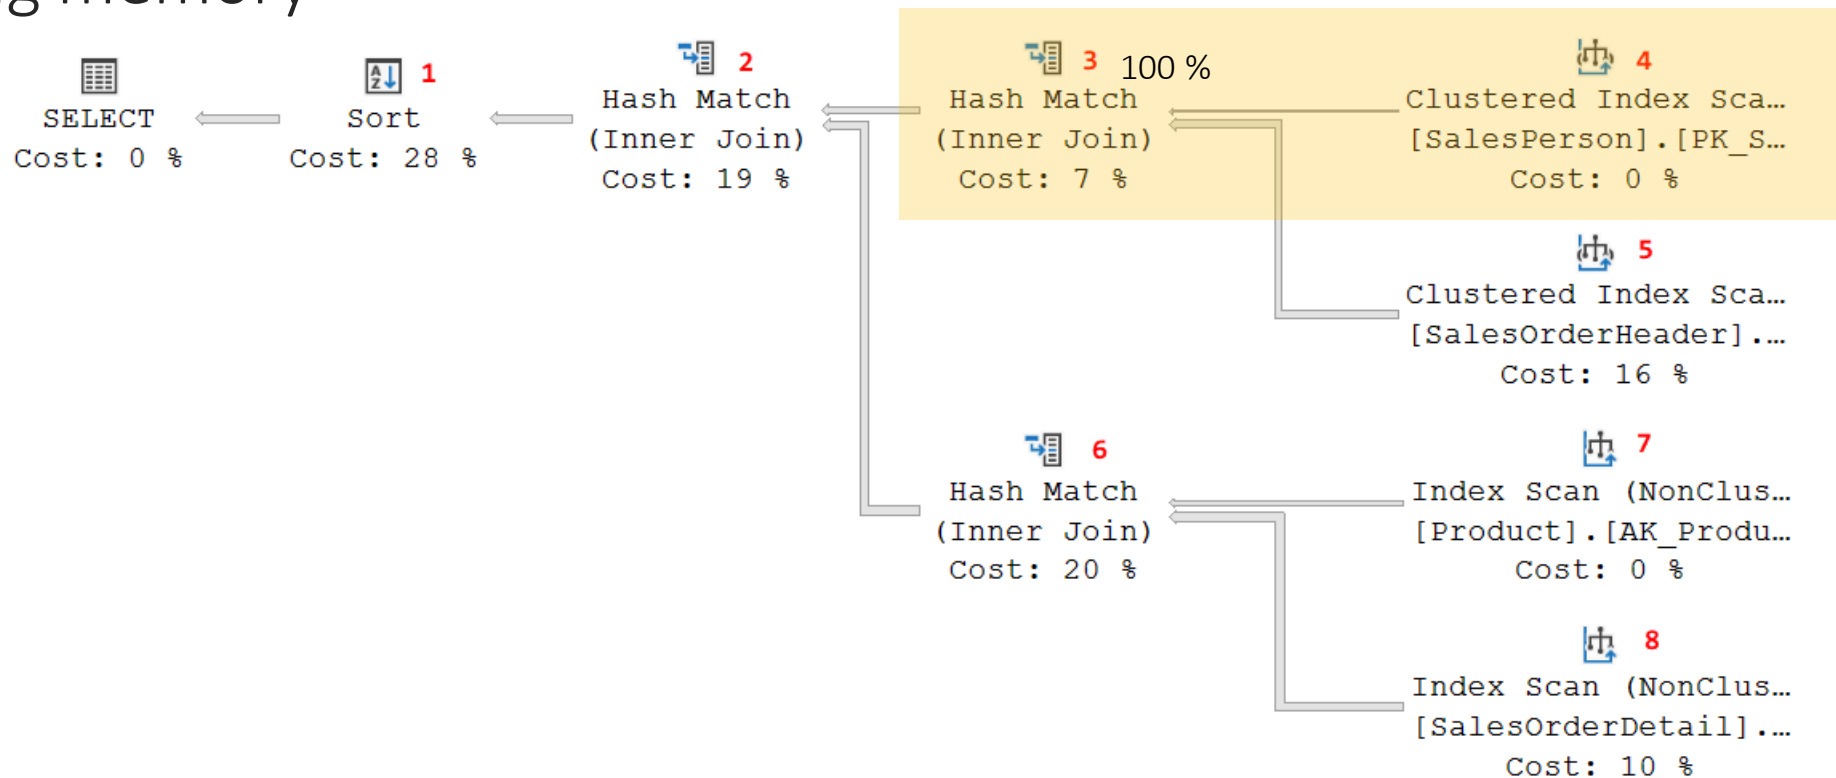 g memory
SELECT
Cost: 0 %
1
Sort
Cost: 28 %
2
Hash Match
(Inner Join)
Cost: 19 %
3
100 %
Hash Match
(Inner Join)
Cost: 7 %
4
Clustered Index Sca…
[SalesPerson].[PK_S…
Cost: 0 %
5
Clustered Index Sca…
[SalesOrderHeader].…
Cost: 16 %
6
Hash Match
(Inner Join)
Cost: 20 %
7
Index Scan (NonClus…
[Product].[AK_Produ…
Cost: 0 %
8
Index Scan (NonClus…
[SalesOrderDetail].…
Cost: 10 %